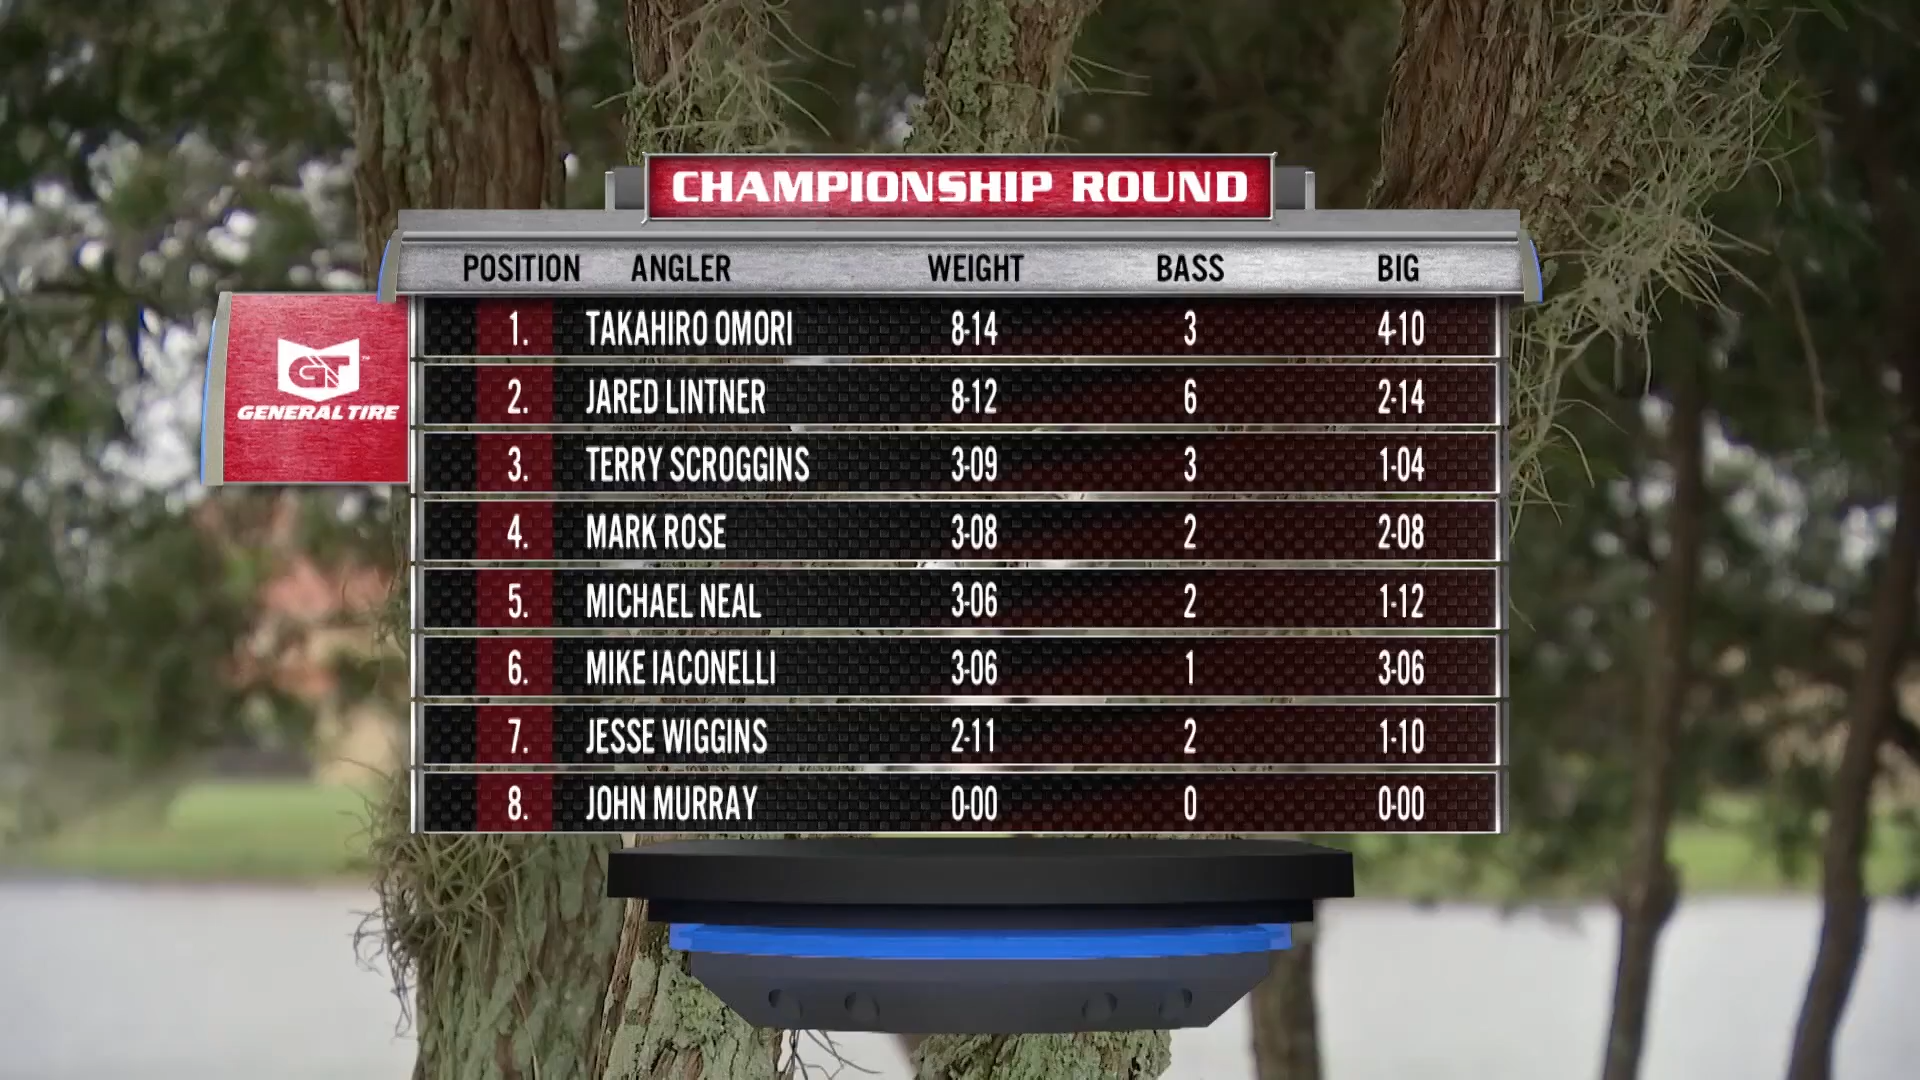 CHAMPIONSHIP ROUND
POSITION ANGLER WEIGHT BASS BIG
1. TAKAHIRO OMORI 8-14 3 4-10
2. JARED LINTNER 8-12 6 2-14
3. TERRY SCROGGINS 3-09 3 1-04
4. MARK ROSE 3-08 2 2-08
5. MICHAEL NEAL 3-06 2 1-12
6. MIKE IACONELLI 3-06 1 3-06
7. JESSE WIGGINS 2-11 2 1-10
8. JOHN MURRAY 0-00 0 0-00
GT ™
GENERAL TIRE